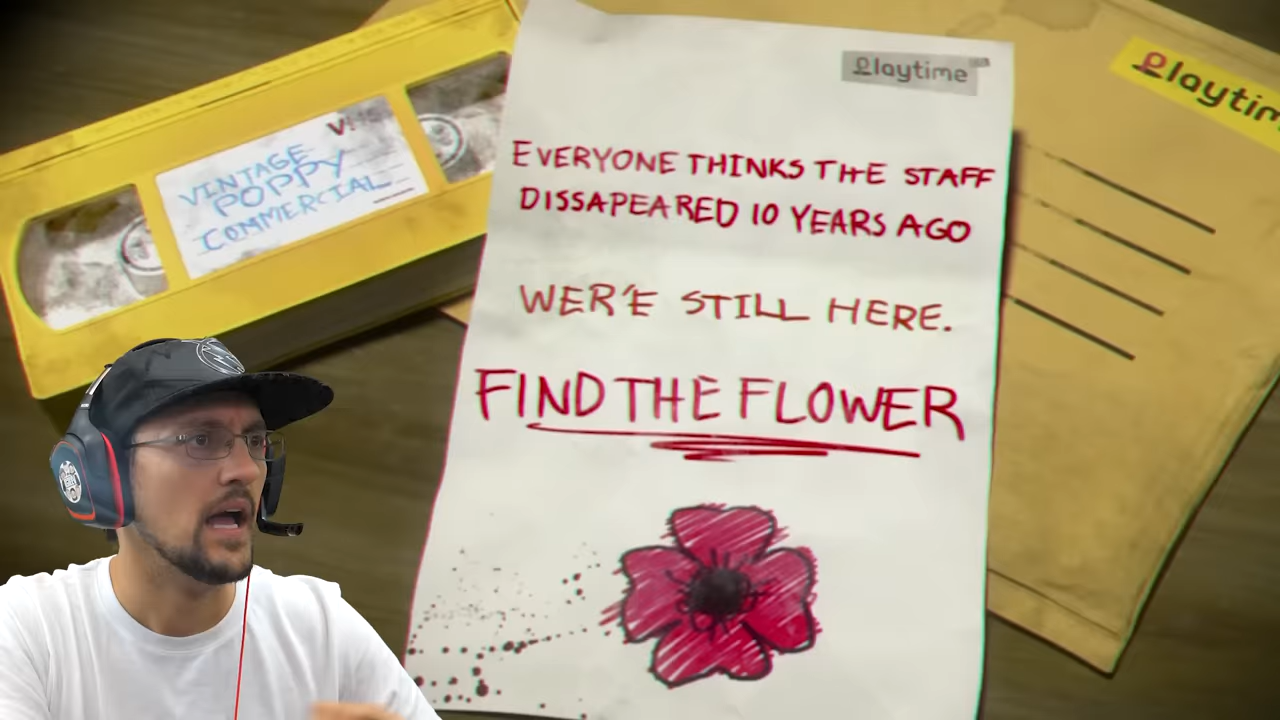 VINTAGE
POPPY
COMMERCIAL
Playtime
EVERYONE THINKS THE STAFF
DISSAPEARED 10 YEARS AGO
WER'E STILL HERE.
FIND THE FLOWER
Playtim